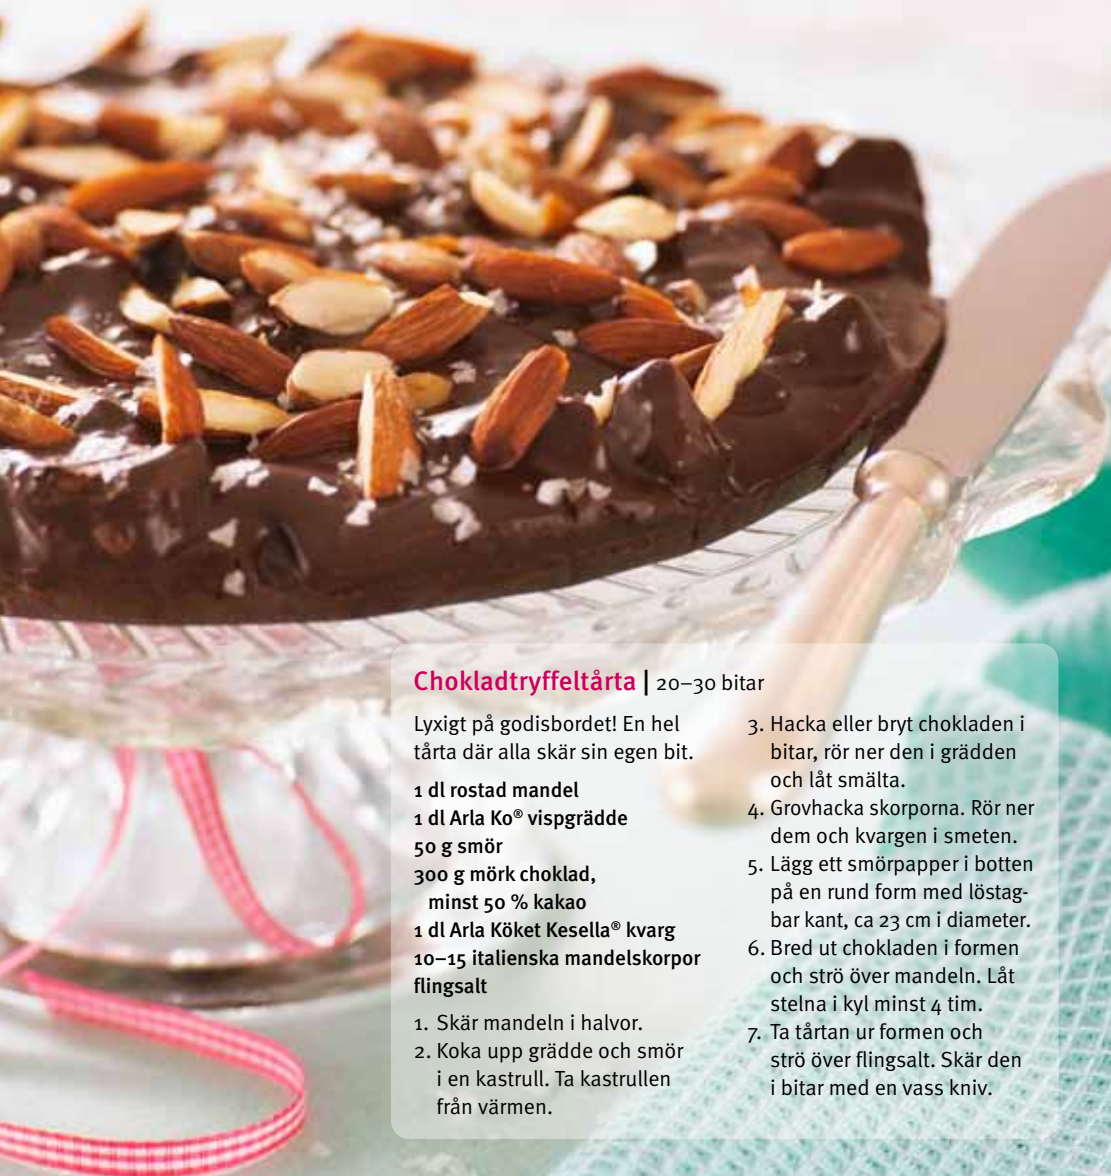 Chokladtryffeltårta | 20–30 bitar
Lyxigt på godisbordet! En hel
tårta där alla skär sin egen bit.
1 dl rostad mandel
1 dl Arla Ko® vispgrädde
50 g smör
300 g mörk choklad,
minst 50 % kakao
1 dl Arla Köket Kesella® kvarg
10–15 italienska mandelskorpor
flingsalt
1. Skär mandeln i halvor.
2. Koka upp grädde och smör
i en kastrull. Ta kastrullen
från värmen.
3. Hacka eller bryt chokladen i
bitar, rör ner den i grädden
och låt smälta.
4. Grovhacka skorporna. Rör ner
dem och kvargen i smeten.
5. Lägg ett smörpapper i botten
på en rund form med löstag-
bar kant, ca 23 cm i diameter.
6. Bred ut chokladen i formen
och strö över mandeln. Låt
stelna i kyl minst 4 tim.
7. Ta tårtan ur formen och
strö över flingsalt. Skär den
i bitar med en vass kniv.